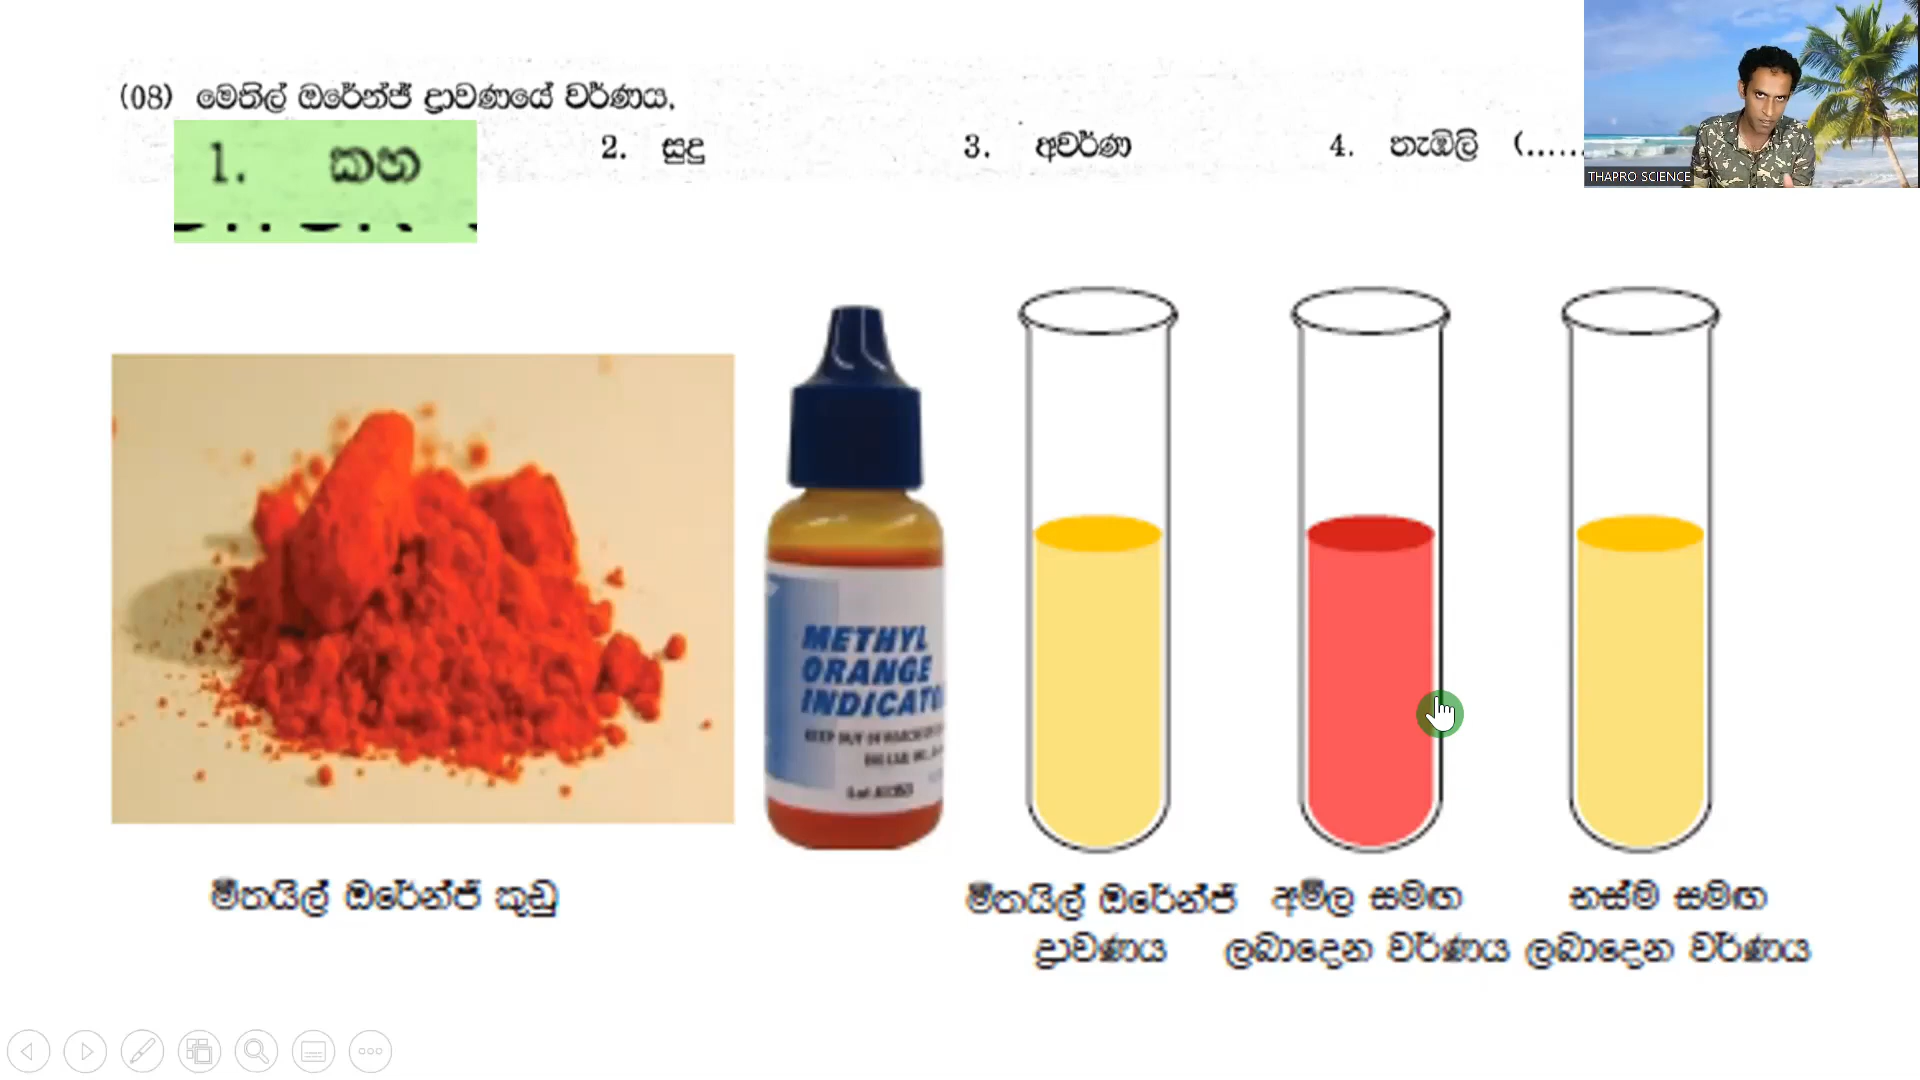 (08) මෙතිල් ඔරේන්ජ් ද්‍රාවණයේ වර්ණය,
1. කහ 2. සුදු 3. අවර්ණ 4. තැඹිලි (......
THAPRO SCIENCE
METHYL
ORANGE
INDICATO
මීතයිල් ඔරේන්ජ් කුඩු
මීතයිල් ඔරේන්ජ් ද්‍රාවණය
අම්ල සමඟ ලබාදෙන වර්ණය
භස්ම සමඟ ලබාදෙන වර්ණය